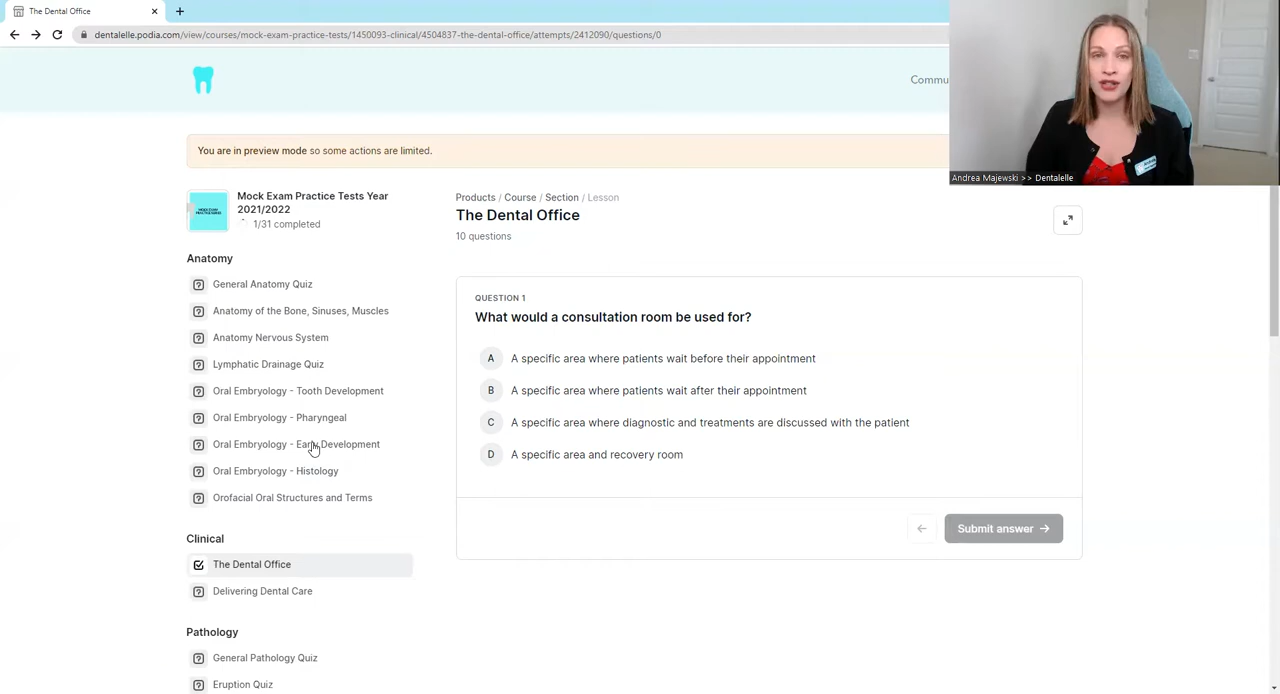 The Dental Office
dentalelle.podia.com/view/courses/mock-exam-practice-tests/1450093-clinical/4504837-the-dental-office/attempts/2412090/questions/0
Commu
Andrea Majewski >> Dentalelle
You are in preview mode so some actions are limited.
Mock Exam Practice Tests Year
2021/2022
1/31 completed
Anatomy
General Anatomy Quiz
Anatomy of the Bone, Sinuses, Muscles
Anatomy Nervous System
Lymphatic Drainage Quiz
Oral Embryology - Tooth Development
Oral Embryology - Pharyngeal
Oral Embryology - Early Development
Oral Embryology - Histology
Orofacial Oral Structures and Terms
Clinical
The Dental Office
Delivering Dental Care
Pathology
General Pathology Quiz
Eruption Quiz
Products / Course / Section / Lesson
The Dental Office
10 questions
QUESTION 1
What would a consultation room be used for?
A A specific area where patients wait before their appointment
B A specific area where patients wait after their appointment
C A specific area where diagnostic and treatments are discussed with the patient
D A specific area and recovery room
Submit answer